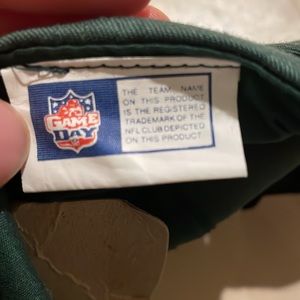 GAME
DAY
THE TEAM NAME
ON THIS PRODUCT
IS THE REGISTERED
TRADEMARK OF THE
NFL CLUB DEPICTED
ON THIS PRODUCT